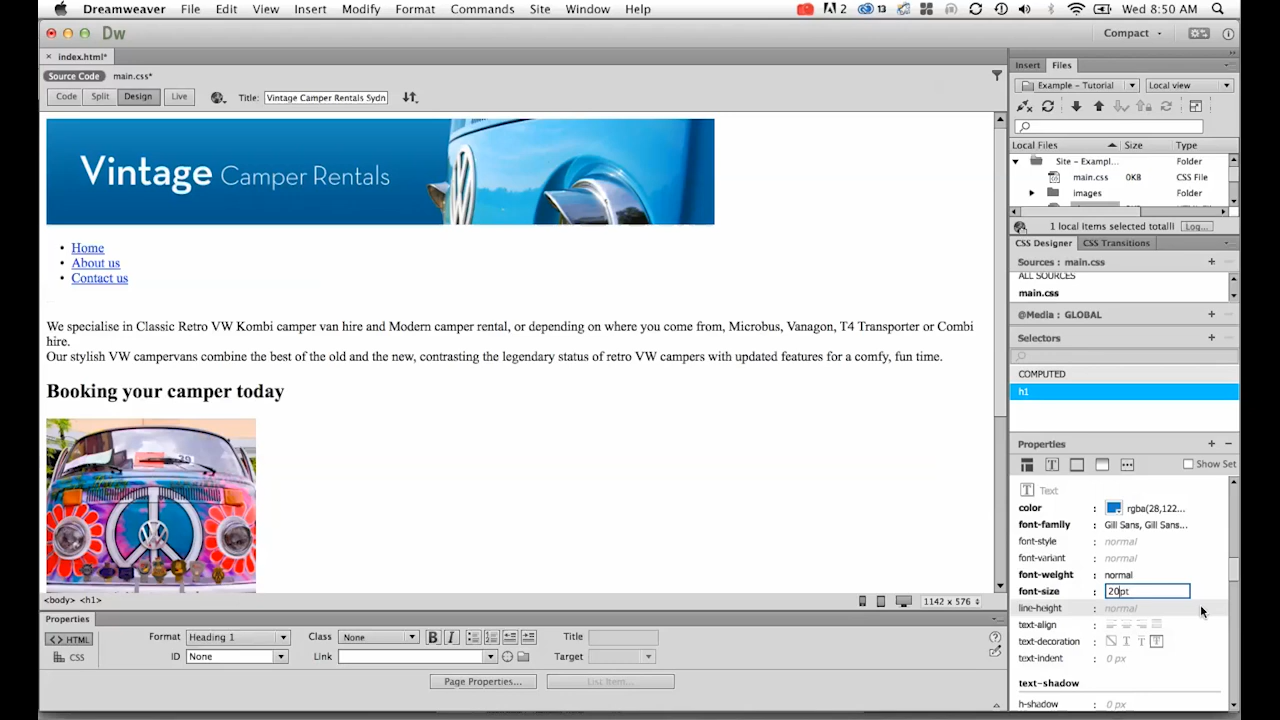 Dreamweaver File Edit View Insert Modify Format Commands Site Window Help 2 13 Wed 8:50 AM
Dw Compact
index.html*
Source Code main.css*
Code Split Design Live Title: Vintage Camper Rentals Sydn
Vintage Camper Rentals
Home
About us
Contact us
We specialise in Classic Retro VW Kombi camper van hire and Modern camper rental, or depending on where you come from, Microbus, Vanagon, T4 Transporter or Combi
hire.
Our stylish VW campervans combine the best of the old and the new, contrasting the legendary status of retro VW campers with updated features for a comfy, fun time.
Booking your camper today
<body> <h1> 1142 x 576
Properties
<> HTML Format Heading 1 Class None B I Title
CSS ID None Link Target
Page Properties... List Item...
Insert Files
Example - Tutorial Local view
Local Files Size Type
Site - Exampl... Folder
main.css 0KB CSS File
images Folder
1 local items selected totalli Log...
CSS Designer CSS Transitions
Sources : main.css
ALL SOURCES
main.css
@Media : GLOBAL
Selectors
COMPUTED
h1
Properties
Show Set
T Text
color : rgba(28,122...
font-family : Gill Sans, Gill Sans...
font-style : normal
font-variant : normal
font-weight : normal
font-size : 20pt
line-height : normal
text-align :
text-decoration :
text-indent : 0 px
text-shadow
h-shadow : 0 px